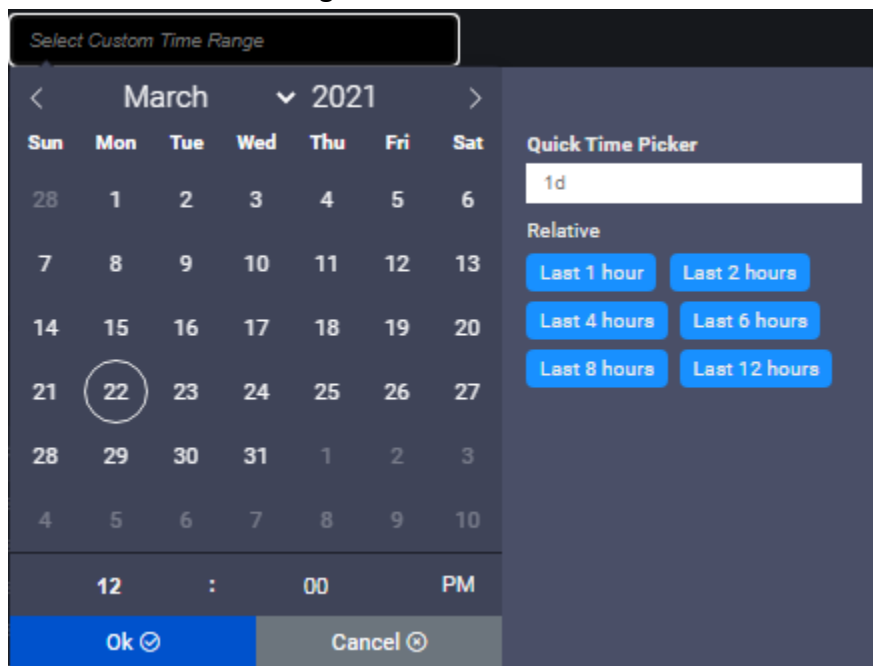 Select Custom Time Range
March 2021
Sun Mon Tue Wed Thu Fri Sat
28 1 2 3 4 5 6
7 8 9 10 11 12 13
14 15 16 17 18 19 20
21 22 23 24 25 26 27
28 29 30 31 1 2 3
4 5 6 7 8 9 10
12 : 00 PM
Ok Cancel
Quick Time Picker
1d
Relative
Last 1 hour Last 2 hours
Last 4 hours Last 6 hours
Last 8 hours Last 12 hours